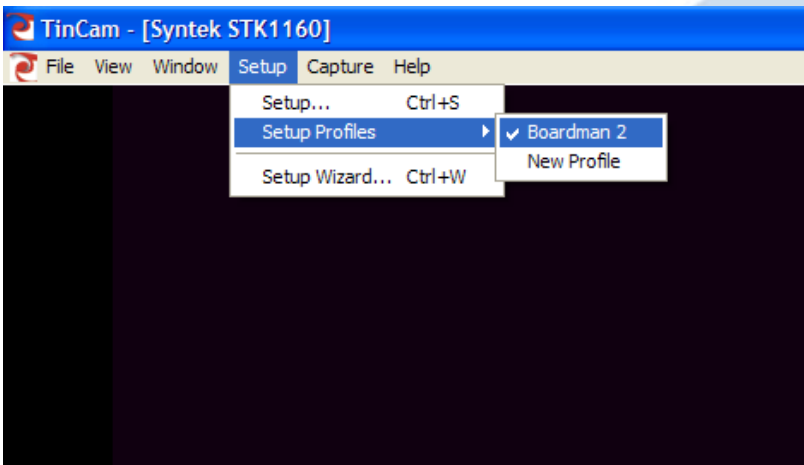 TinCam - [Syntek STK1160]
File View Window Setup Capture Help
Setup... Ctrl+S
Setup Profiles
Boardman 2
New Profile
Setup Wizard... Ctrl+W